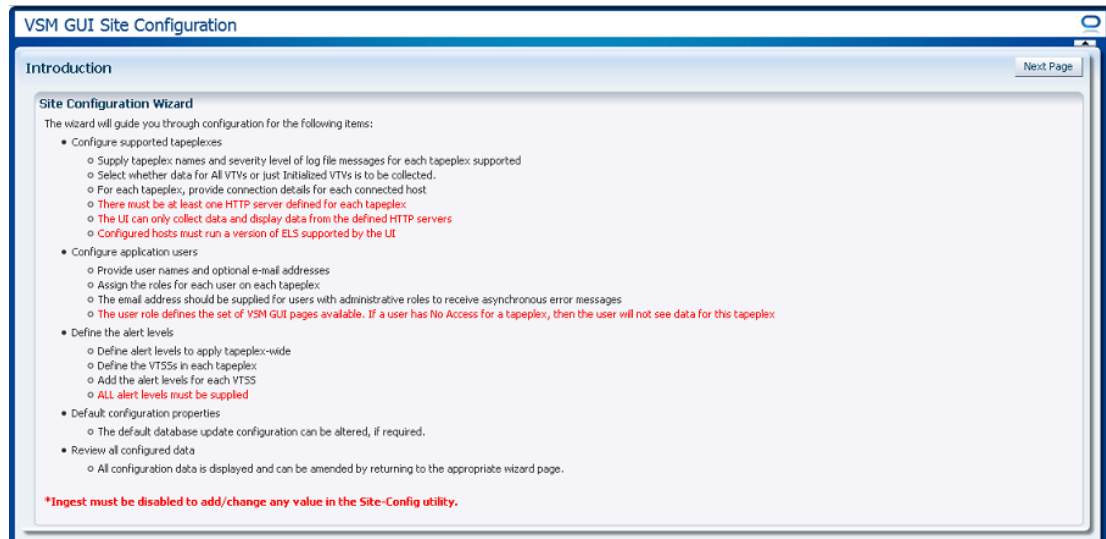 VSM GUI Site Configuration
Introduction
Next Page
Site Configuration Wizard
The wizard will guide you through configuration for the following items:
• Configure supported tapeplexes
o Supply tapeplex names and severity level of log file messages for each tapeplex supported
o Select whether data for All VTVs or just Initialized VTVs is to be collected.
o For each tapeplex, provide connection details for each connected host
o There must be at least one HTTP server defined for each tapeplex
o The UI can only collect data and display data from the defined HTTP servers
o Configured hosts must run a version of ELS supported by the UI
• Configure application users
o Provide user names and optional e-mail addresses
o Assign the roles for each user on each tapeplex
o The email address should be supplied for users with administrative roles to receive asynchronous error messages
o The user role defines the set of VSM GUI pages available. If a user has No Access for a tapeplex, then the user will not see data for this tapeplex
• Define the alert levels
o Define alert levels to apply tapeplex-wide
o Define the VTSSs in each tapeplex
o Add the alert levels for each VTSS
o ALL alert levels must be supplied
• Default configuration properties
o The default database update configuration can be altered, if required.
• Review all configured data
o All configuration data is displayed and can be amended by returning to the appropriate wizard page.
*Ingest must be disabled to add/change any value in the Site-Config utility.